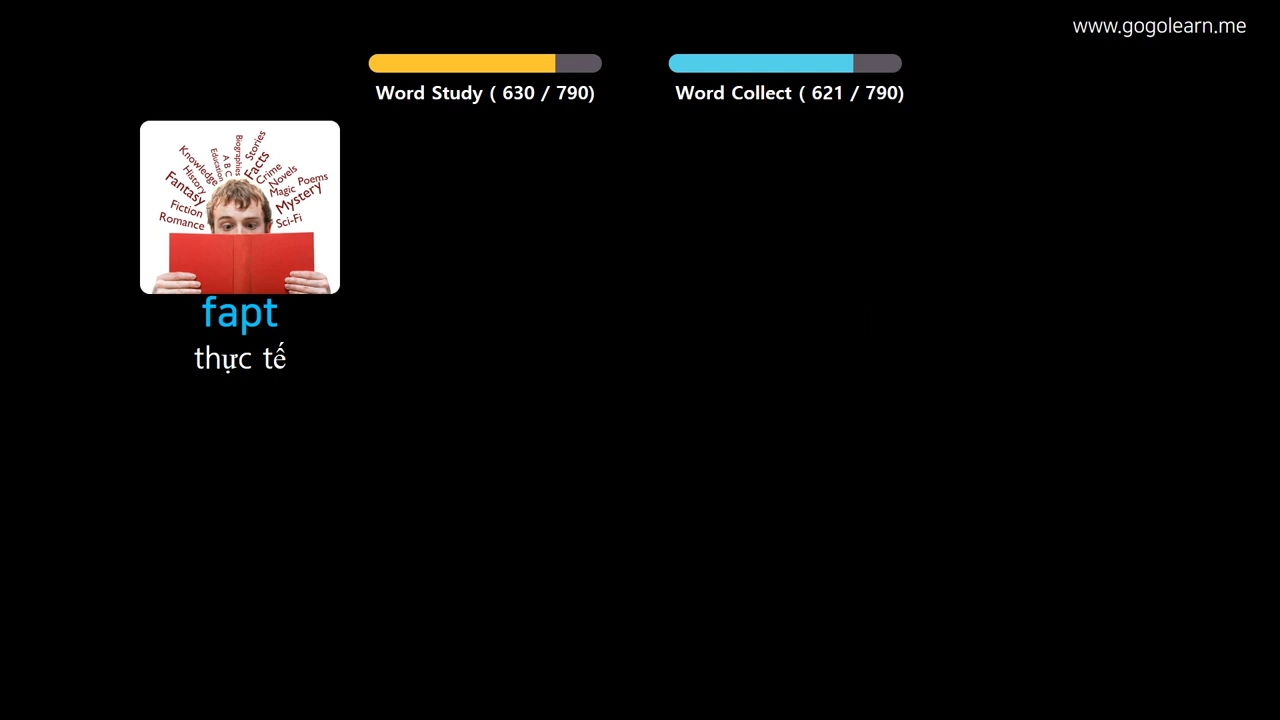 www.gogolearn.me
Word Study ( 630 / 790)
Word Collect ( 621 / 790)
Knowledge
History
Fantasy
Fiction
Romance
Education
A B C
Biographies
Stories
Facts
Crime
Novels
Magic
Poems
Mystery
Sci-Fi
fapt
thực tế